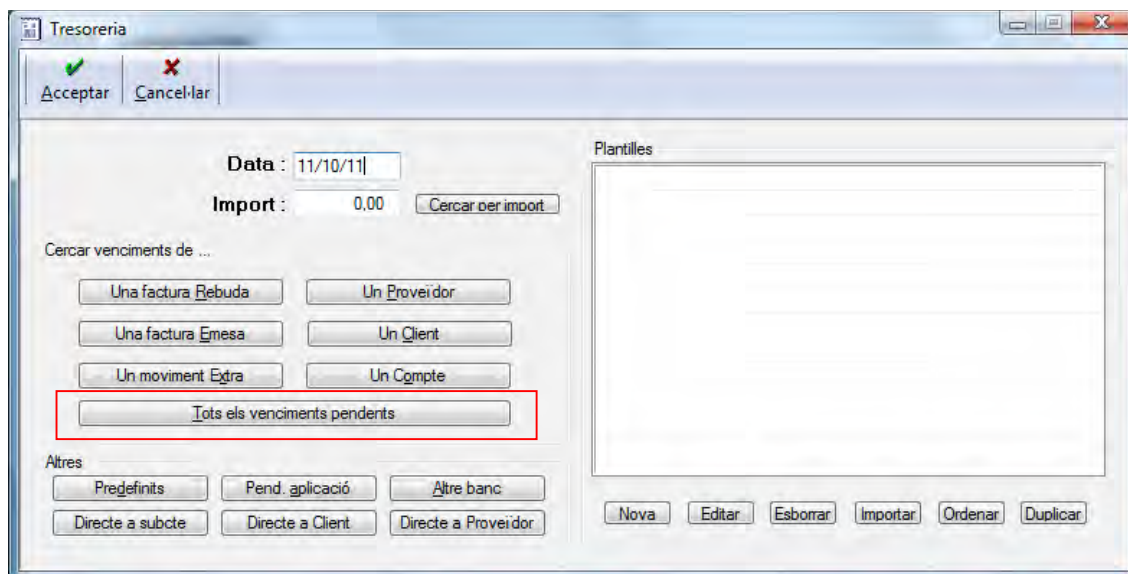 Tresoreria
Acceptar Cancel·lar
Data : 11/10/11
Import : 0,00 Cercar per import
Cercar venciments de ...
Una factura Rebuda Un Proveïdor
Una factura Emesa Un Client
Un moviment Extra Un Compte
Tots els venciments pendents
Altres
Predefinits Pend. aplicació Altre banc
Directe a subcte Directe a Client Directe a Proveïdor
Plantilles
Nova Editar Esborrar Importar Ordenar Duplicar